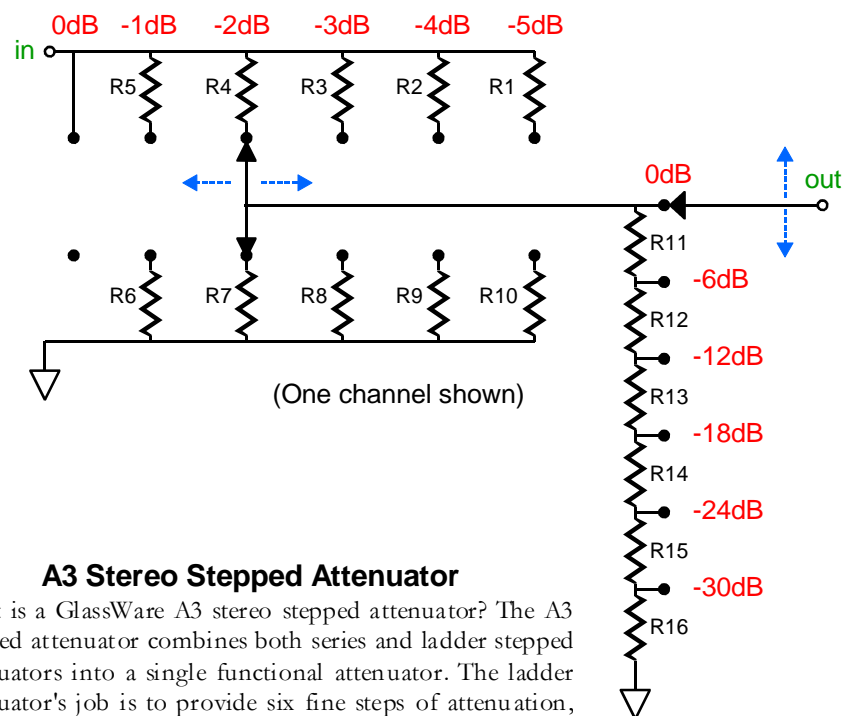 0dB -1dB -2dB -3dB -4dB -5dB
in
R5 R4 R3 R2 R1
0dB
out
R11
-6dB
R6 R7 R8 R9 R10
R12
-12dB
(One channel shown)
R13
-18dB
R14
-24dB
R15
-30dB
R16
A3 Stereo Stepped Attenuator
is a GlassWare A3 stereo stepped attenuator? The A3
attenuator combines both series and ladder stepped
into a single functional attenuator. The ladder
job is to provide six fine steps of attenuation,